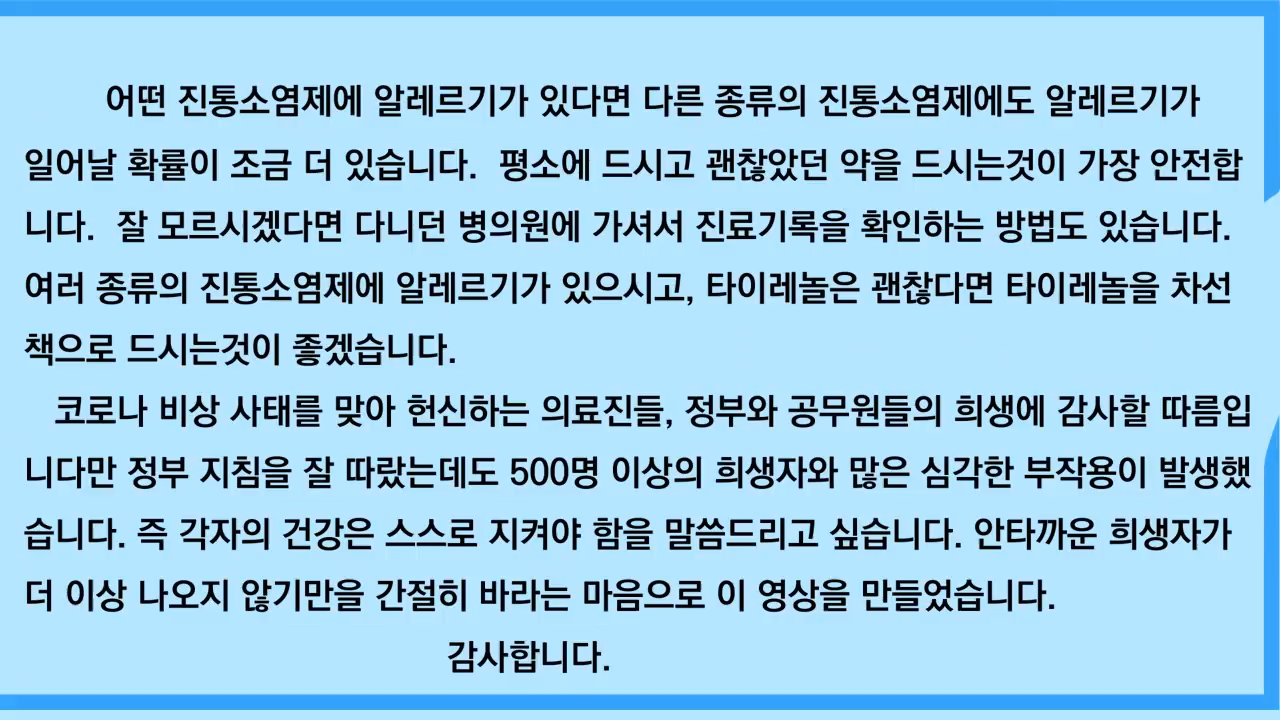 어떤 진통소염제에 알레르기가 있다면 다른 종류의 진통소염제에도 알레르기가
일어날 확률이 조금 더 있습니다.  평소에 드시고 괜찮았던 약을 드시는것이 가장 안전합
니다.  잘 모르시겠다면 다니던 병의원에 가셔서 진료기록을 확인하는 방법도 있습니다.
여러 종류의 진통소염제에 알레르기가 있으시고, 타이레놀은 괜찮다면 타이레놀을 차선
책으로 드시는것이 좋겠습니다.
코로나 비상 사태를 맞아 헌신하는 의료진들, 정부와 공무원들의 희생에 감사할 따름입
니다만 정부 지침을 잘 따랐는데도 500명 이상의 희생자와 많은 심각한 부작용이 발생했
습니다. 즉 각자의 건강은 스스로 지켜야 함을 말씀드리고 싶습니다. 안타까운 희생자가
더 이상 나오지 않기만을 간절히 바라는 마음으로 이 영상을 만들었습니다.
감사합니다.